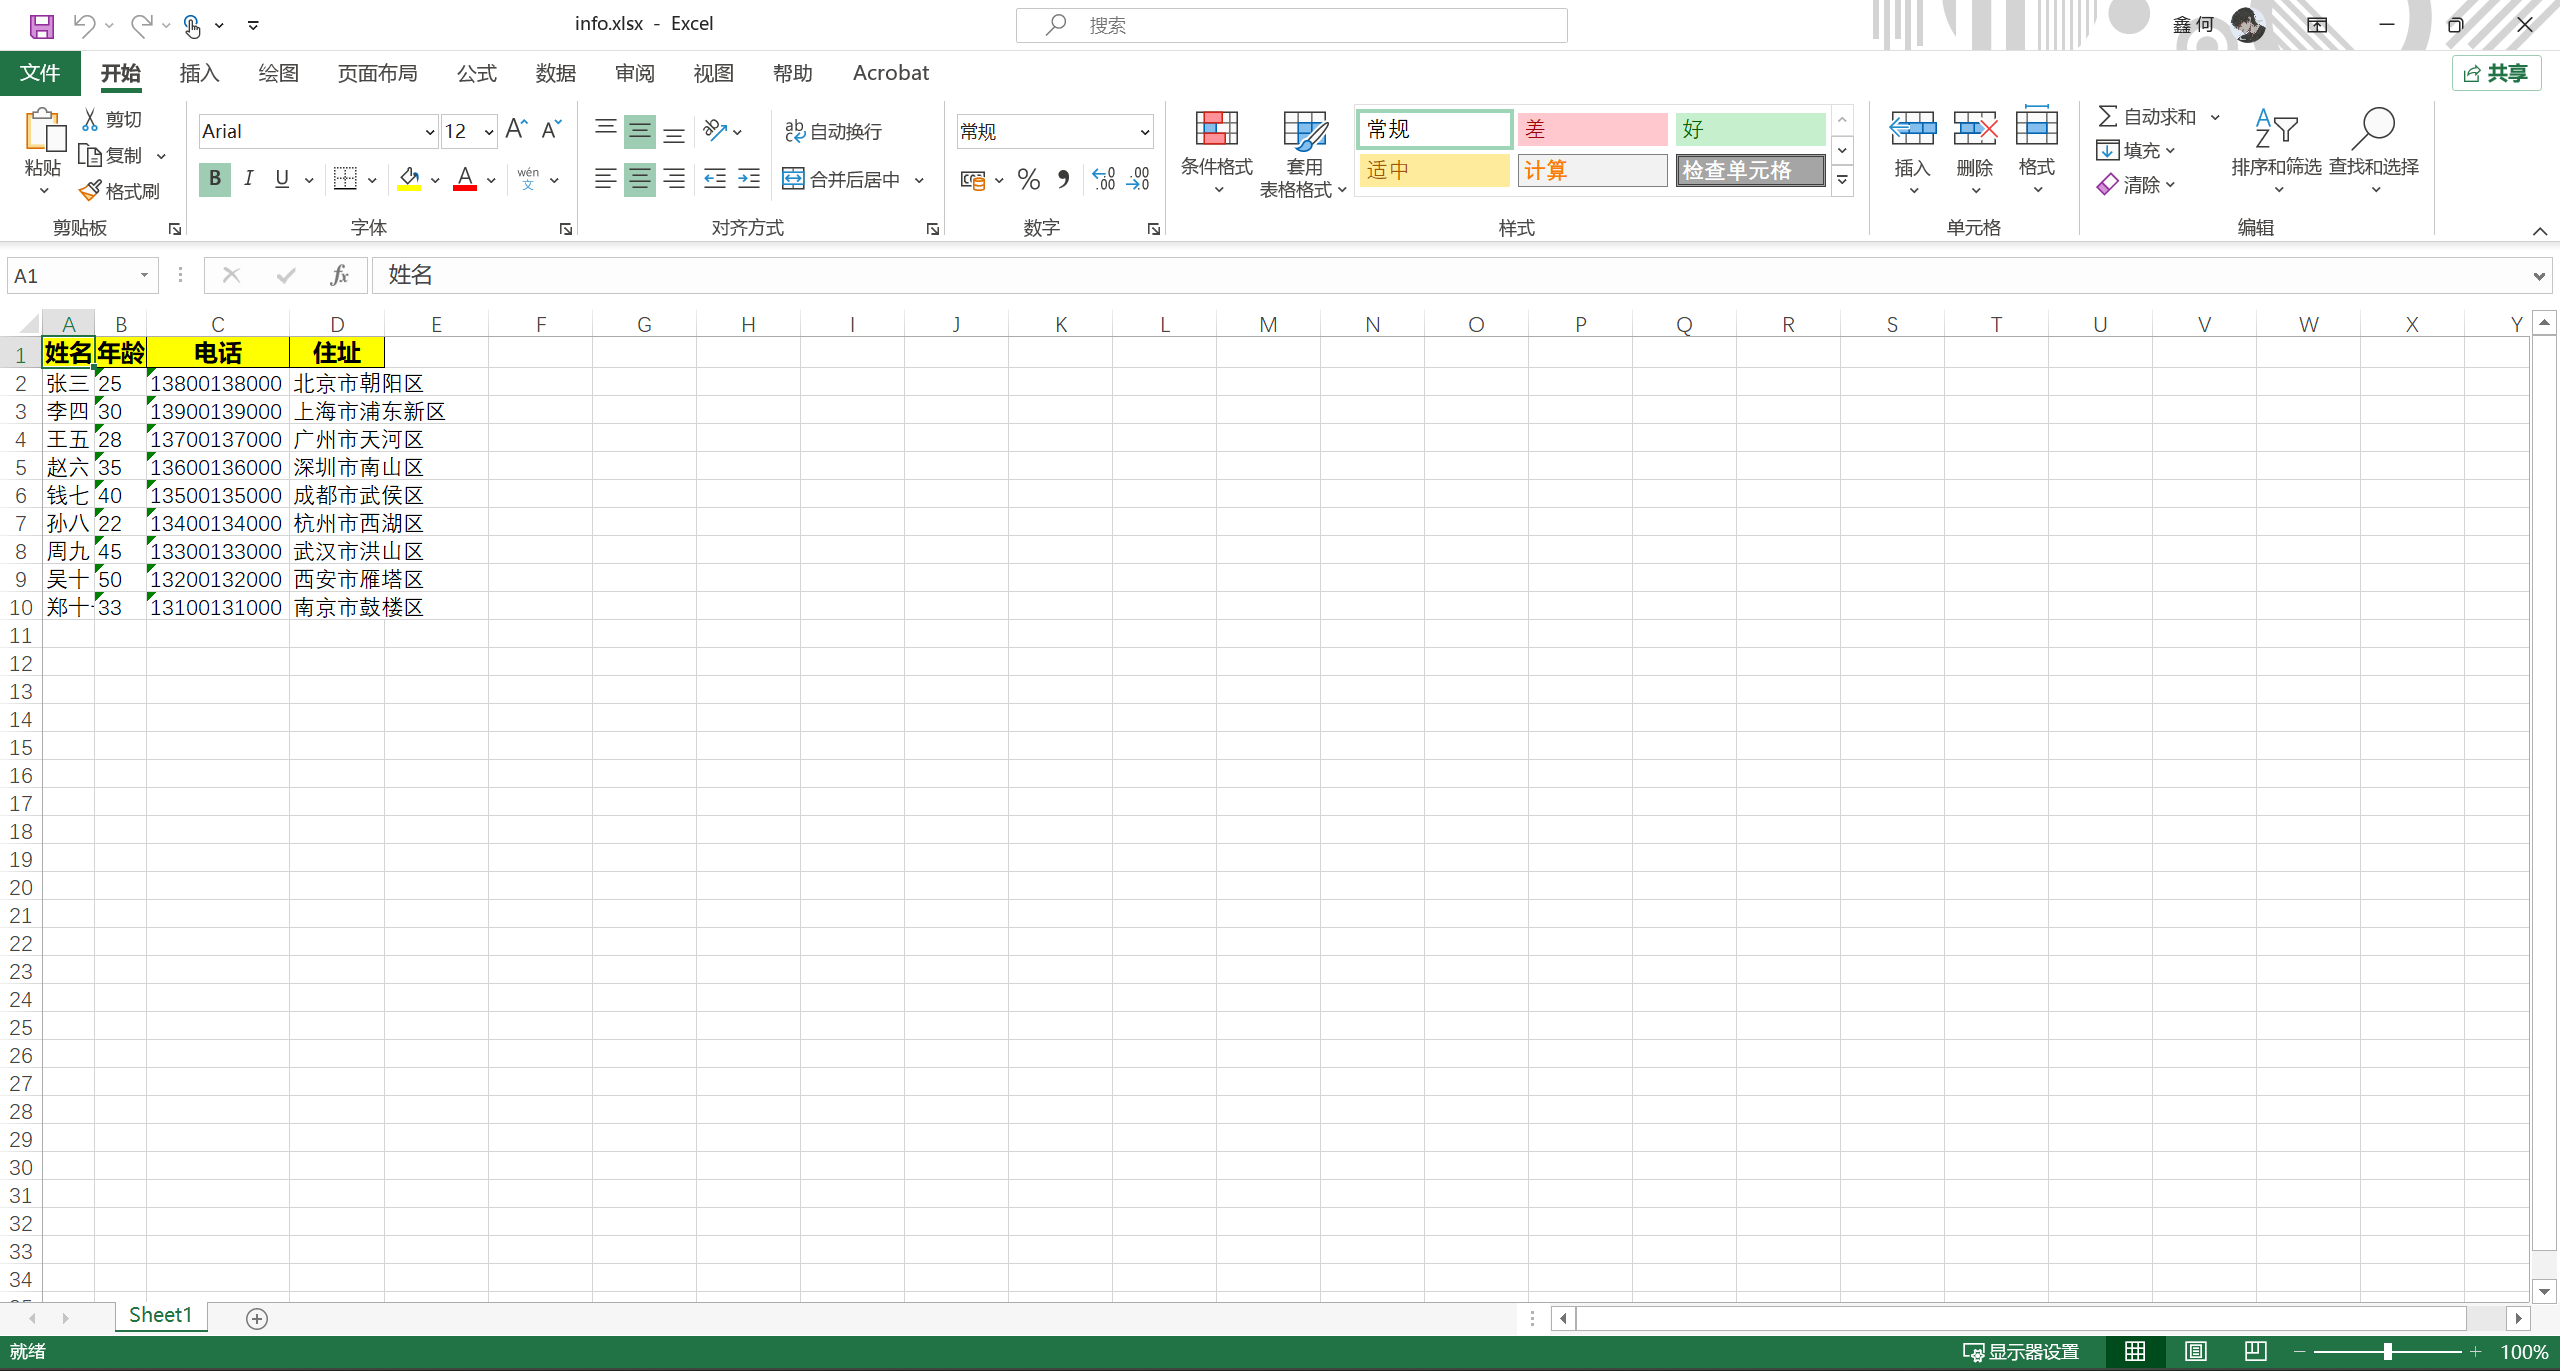 info.xlsx - Excel
搜索
鑫 何
文件 开始 插入 绘图 页面布局 公式 数据 审阅 视图 帮助 Acrobat 共享
粘贴 剪切 复制 格式刷
剪贴板
Arial 12
B I U A wén 文
字体
ab 自动换行
合并后居中
对齐方式
常规
% .00
数字
条件格式 套用 表格格式
常规 差 好
适中 计算 检查单元格
样式
插入 删除 格式
单元格
自动求和 填充 清除
排序和筛选 查找和选择
编辑
A1 fx 姓名
A B C D E F G H I J K L M N O P Q R S T U V W X Y
1 姓名 年龄 电话 住址
2 张三 25 13800138000 北京市朝阳区
3 李四 30 13900139000 上海市浦东新区
4 王五 28 13700137000 广州市天河区
5 赵六 35 13600136000 深圳市南山区
6 钱七 40 13500135000 成都市武侯区
7 孙八 22 13400134000 杭州市西湖区
8 周九 45 13300133000 武汉市洪山区
9 吴十 50 13200132000 西安市雁塔区
10 郑十 33 13100131000 南京市鼓楼区
11
12
13
14
15
16
17
18
19
20
21
22
23
24
25
26
27
28
29
30
31
32
33
34
Sheet1
就绪 显示器设置 100%